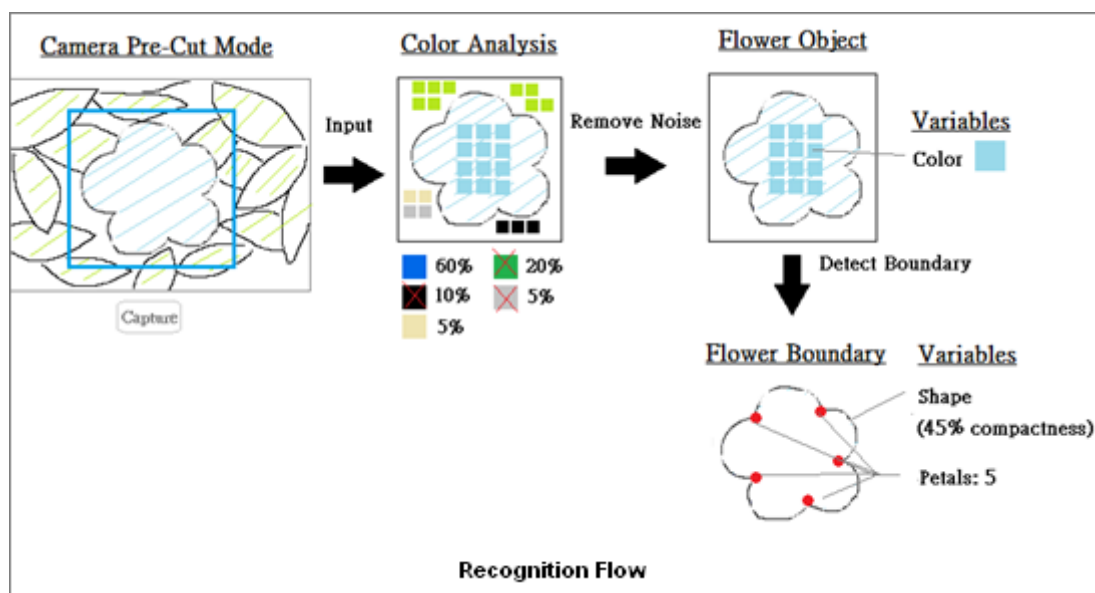 Camera Pre-Cut Mode
Capture
Input
Color Analysis
60%
20%
10%
5%
5%
Remove Noise
Flower Object
Variables
Color
Detect Boundary
Flower Boundary
Variables
Shape
(45% compactness)
Petals: 5
Recognition Flow